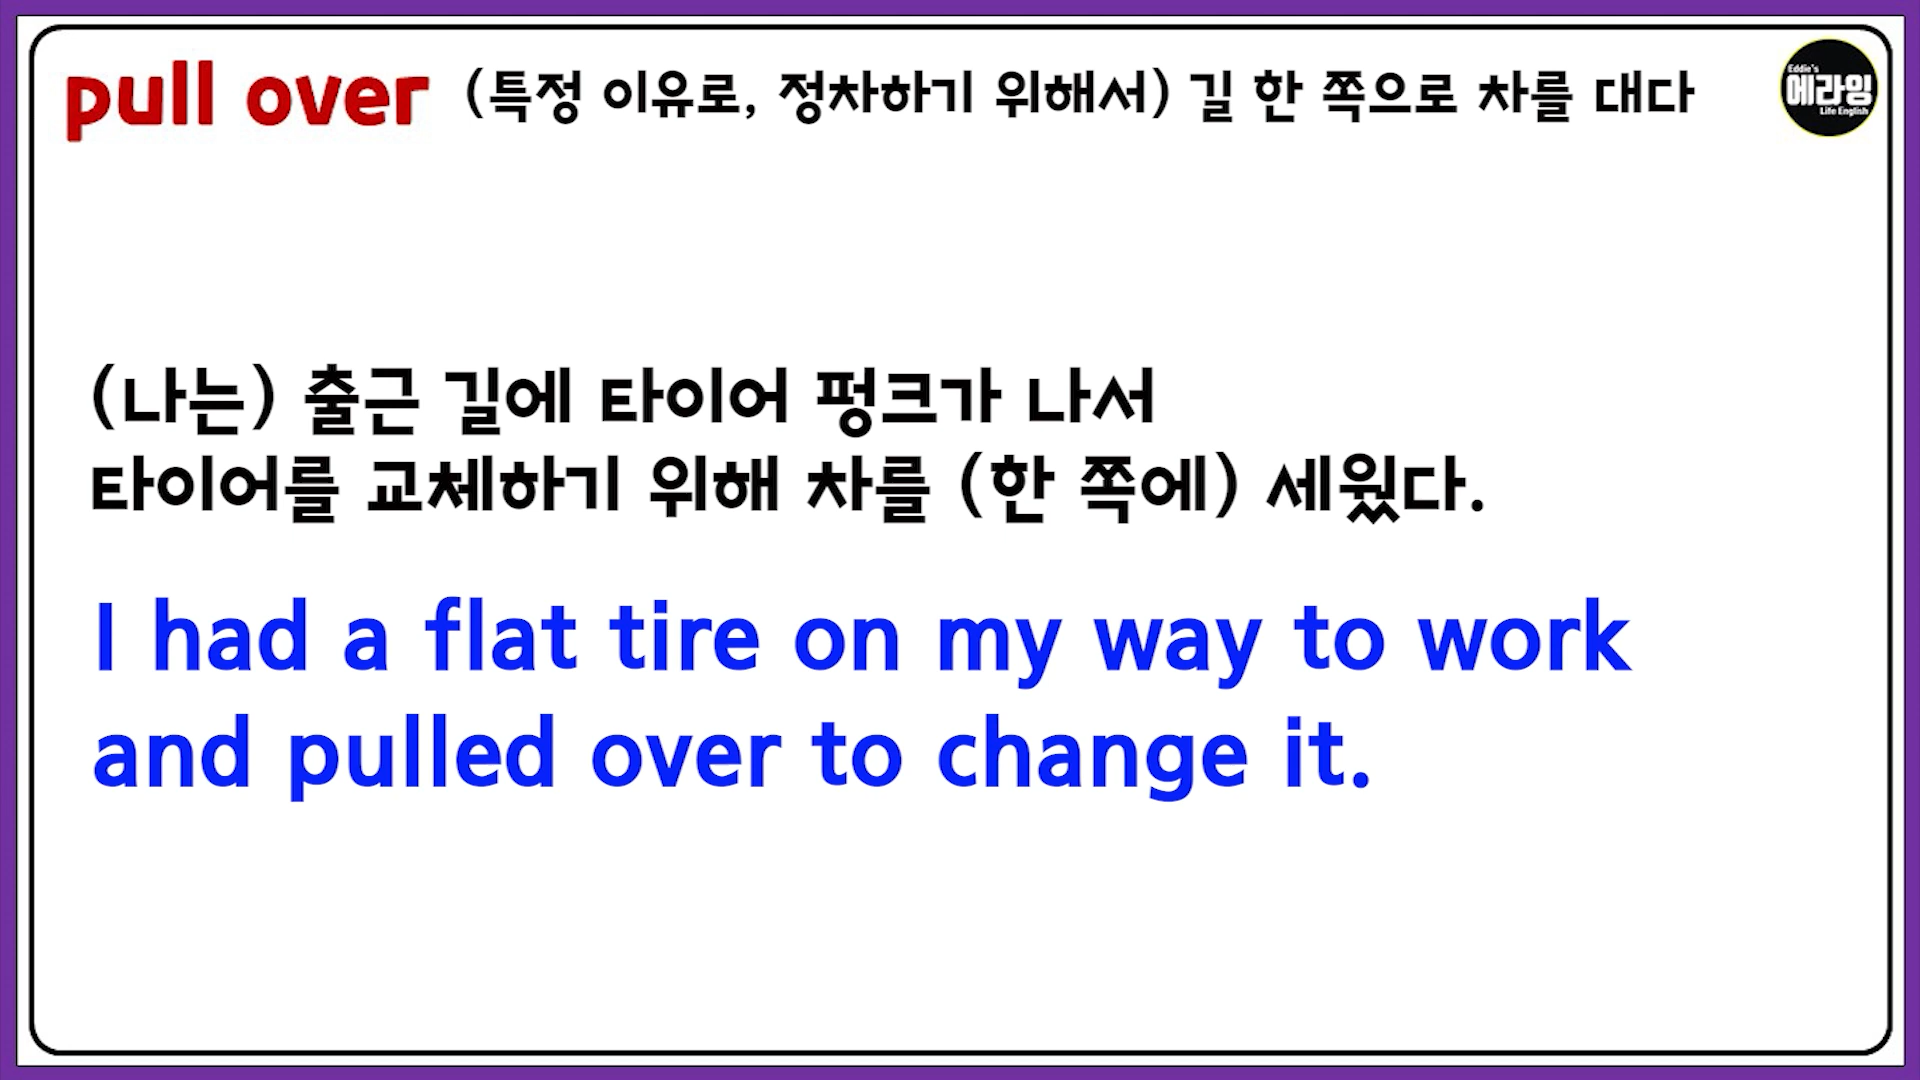 pull over (특정 이유로, 정차하기 위해서) 길 한 쪽으로 차를 대다
Eddie's
에라잉
Life English
(나는) 출근 길에 타이어 펑크가 나서
타이어를 교체하기 위해 차를 (한 쪽에) 세웠다.
I had a flat tire on my way to work
and pulled over to change it.